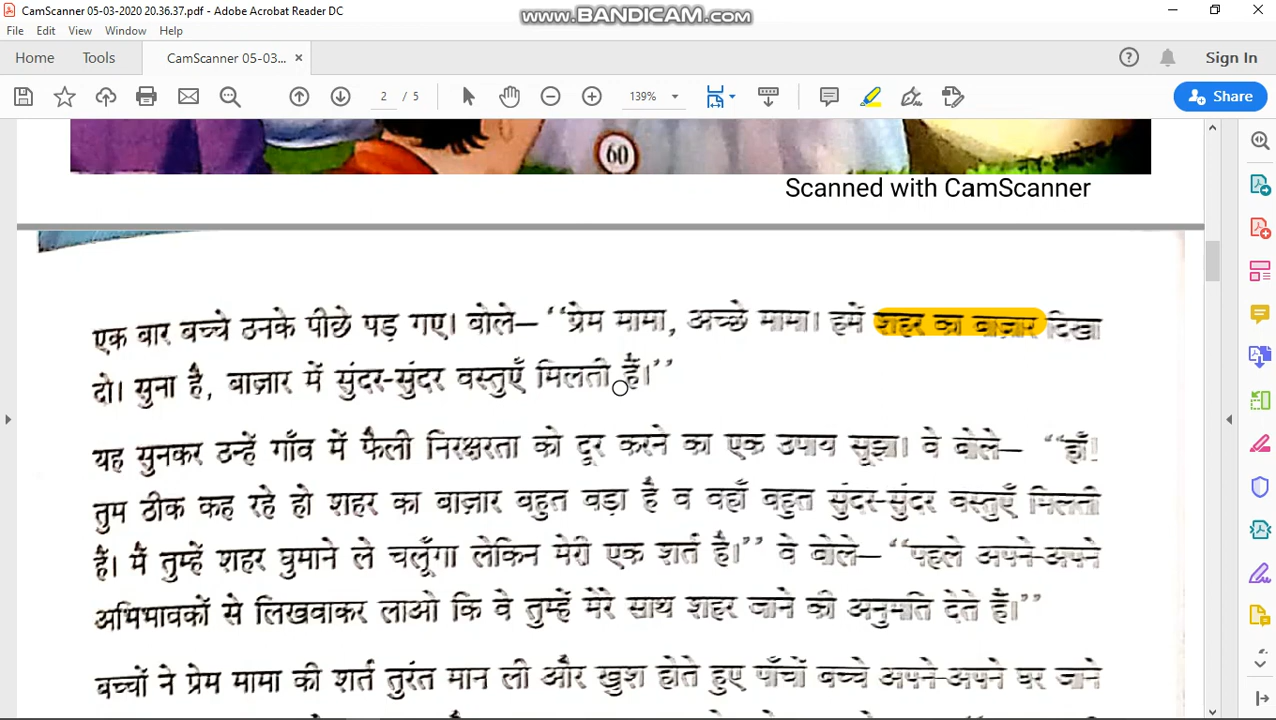 CamScanner 05-03-2020 20.36.37.pdf - Adobe Acrobat Reader DC
www.BANDICAM.com
File Edit View Window Help
Home Tools CamScanner 05-03... × Sign In
2 / 5 139% Share
60
Scanned with CamScanner
एक बार बच्चे उनके पीछे पड़ गए। बोले– ‘‘प्रेम मामा, अच्छे मामा। हमें शहर का बाज़ार दिखा
दो। सुना है, बाज़ार में सुंदर-सुंदर वस्तुएँ मिलती हैं।’’
यह सुनकर उन्हें गाँव में फैली निरक्षरता को दूर करने का एक उपाय सूझा। वे बोले– ‘‘हाँ!
तुम ठीक कह रहे हो शहर का बाज़ार बहुत बड़ा है व वहाँ बहुत सुंदर-सुंदर वस्तुएँ मिलती
हैं। मैं तुम्हें शहर घुमाने ले चलूँगा लेकिन मेरी एक शर्त है।’’ वे बोले– ‘‘पहले अपने-अपने
अभिभावकों से लिखवाकर लाओ कि वे तुम्हें मेरे साथ शहर जाने की अनुमति देते हैं।’’
बच्चों ने प्रेम मामा की शर्त तुरंत मान ली और खुश होते हुए पाँचों बच्चे अपने-अपने घर जाने